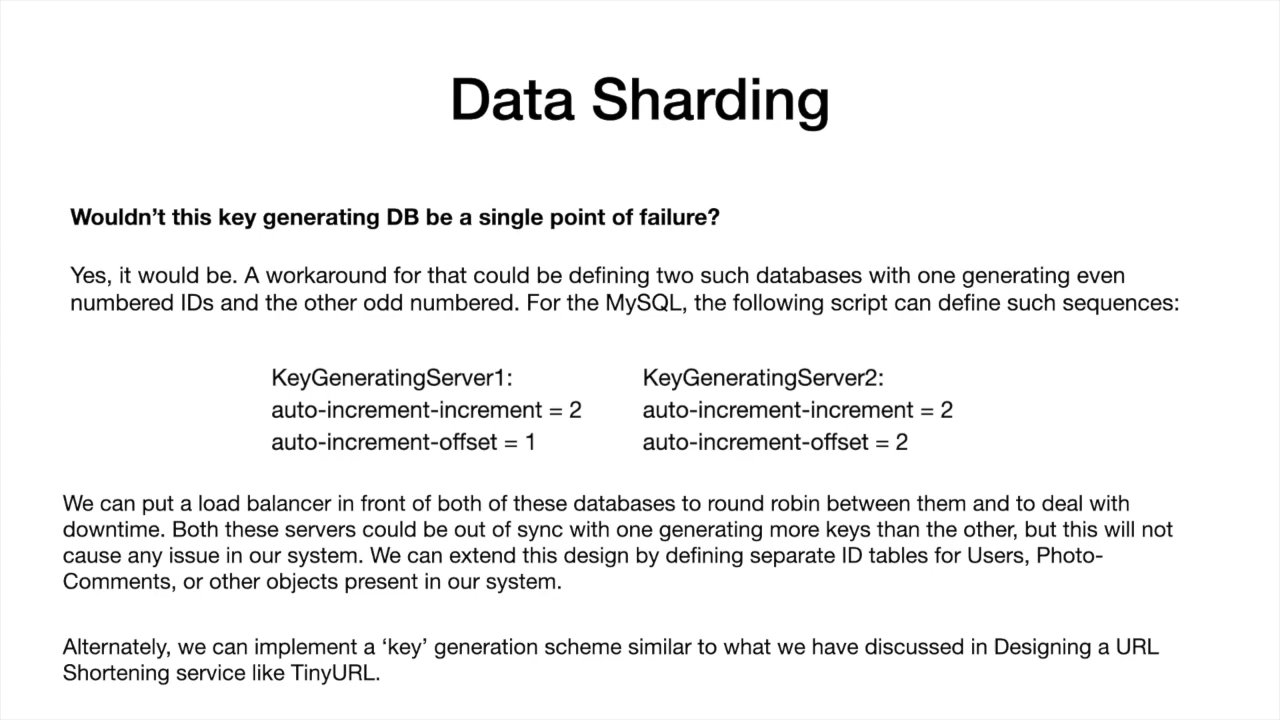 Data Sharding
Wouldn’t this key generating DB be a single point of failure?
Yes, it would be. A workaround for that could be defining two such databases with one generating even
numbered IDs and the other odd numbered. For the MySQL, the following script can define such sequences:
KeyGeneratingServer1:
auto-increment-increment = 2
auto-increment-offset = 1
KeyGeneratingServer2:
auto-increment-increment = 2
auto-increment-offset = 2
We can put a load balancer in front of both of these databases to round robin between them and to deal with
downtime. Both these servers could be out of sync with one generating more keys than the other, but this will not
cause any issue in our system. We can extend this design by defining separate ID tables for Users, Photo-
Comments, or other objects present in our system.
Alternately, we can implement a ‘key’ generation scheme similar to what we have discussed in Designing a URL
Shortening service like TinyURL.